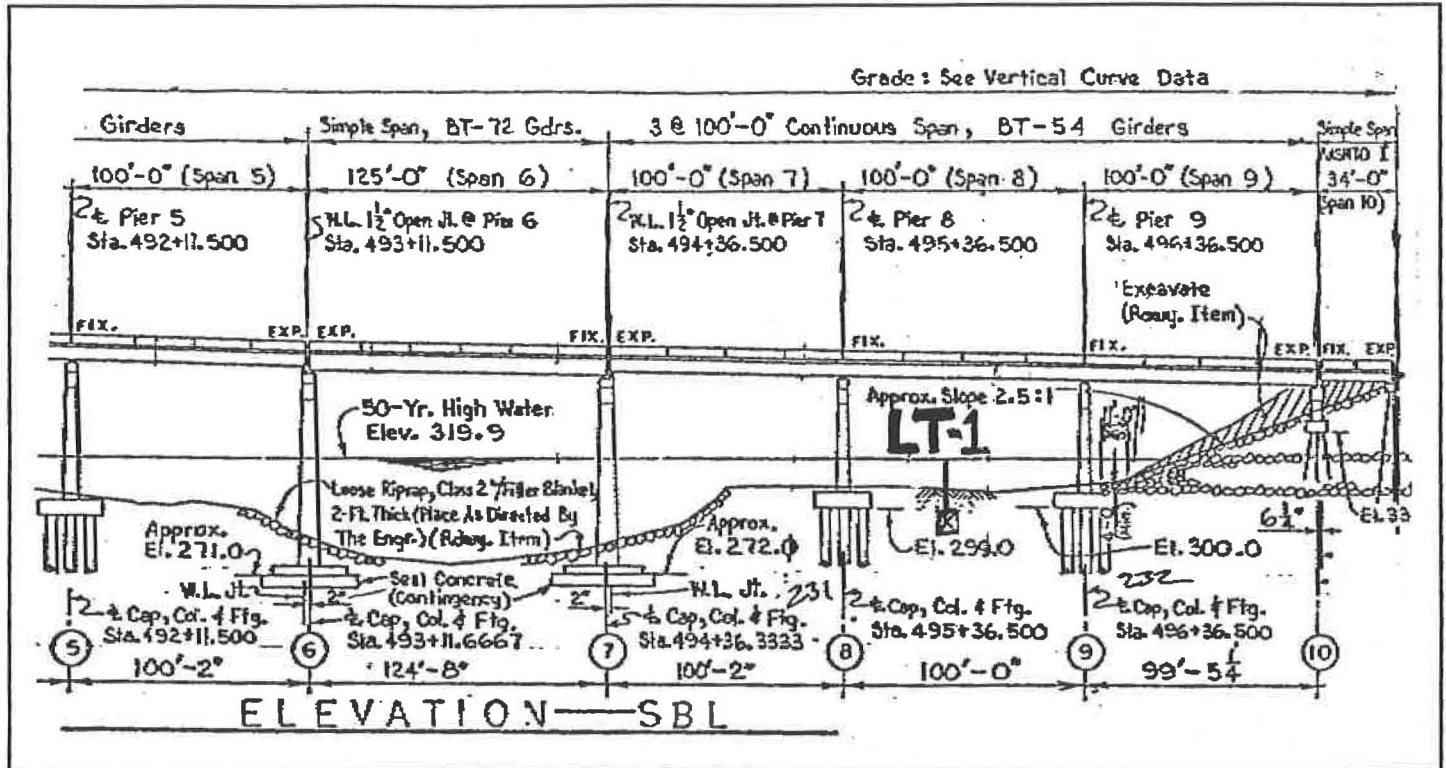 Grade : See Vertical Curve Data
Girders
Simple Span, BT-72 Gdrs.
3 @ 100'-0" Continuous Span, BT-54 Girders
Simple Span
AASHTO I
34'-0"
(Span 10)
100'-0" (Span 5)
125'-0" (Span 6)
100'-0" (Span 7)
100'-0" (Span 8)
100'-0" (Span 9)
℄ Pier 5
Sta. 492+11.500
W.L. 1½" Open Jt. @ Pier 6
Sta. 493+11.500
W.L. 1½" Open Jt. @ Pier 7
Sta. 494+36.500
℄ Pier 8
Sta. 495+36.500
℄ Pier 9
Sta. 496+36.500
Excavate
(Rdwy. Item)
FIX.
EXP.
EXP.
FIX.
EXP.
FIX.
FIX.
EXP.
FIX.
EXP
50-Yr. High Water
Elev. 319.9
Approx. Slope 2.5:1
LT-1
Loose Riprap, Class 2 w/Filter Blanket
2-Ft. Thick (Place As Directed By
The Engr.) (Rdwy. Item)
Approx.
El. 271.0
Approx.
El. 272.0
El. 299.0
El. 300.0
6½"
El. 33
W.L. Jt.
2"
Seal Concrete
(Contingency)
2"
W.L. Jt.
231
232
℄ Cap, Col. & Ftg.
Sta. 492+11.500
℄ Cap, Col. & Ftg.
Sta. 493+11.6667
℄ Cap, Col. & Ftg.
Sta. 494+36.3333
℄ Cap, Col. & Ftg.
Sta. 495+36.500
℄ Cap, Col. & Ftg.
Sta. 496+36.500
5
6
7
8
9
10
100'-2"
124'-8"
100'-2"
100'-0"
99'-5¼
ELEVATION—SBL